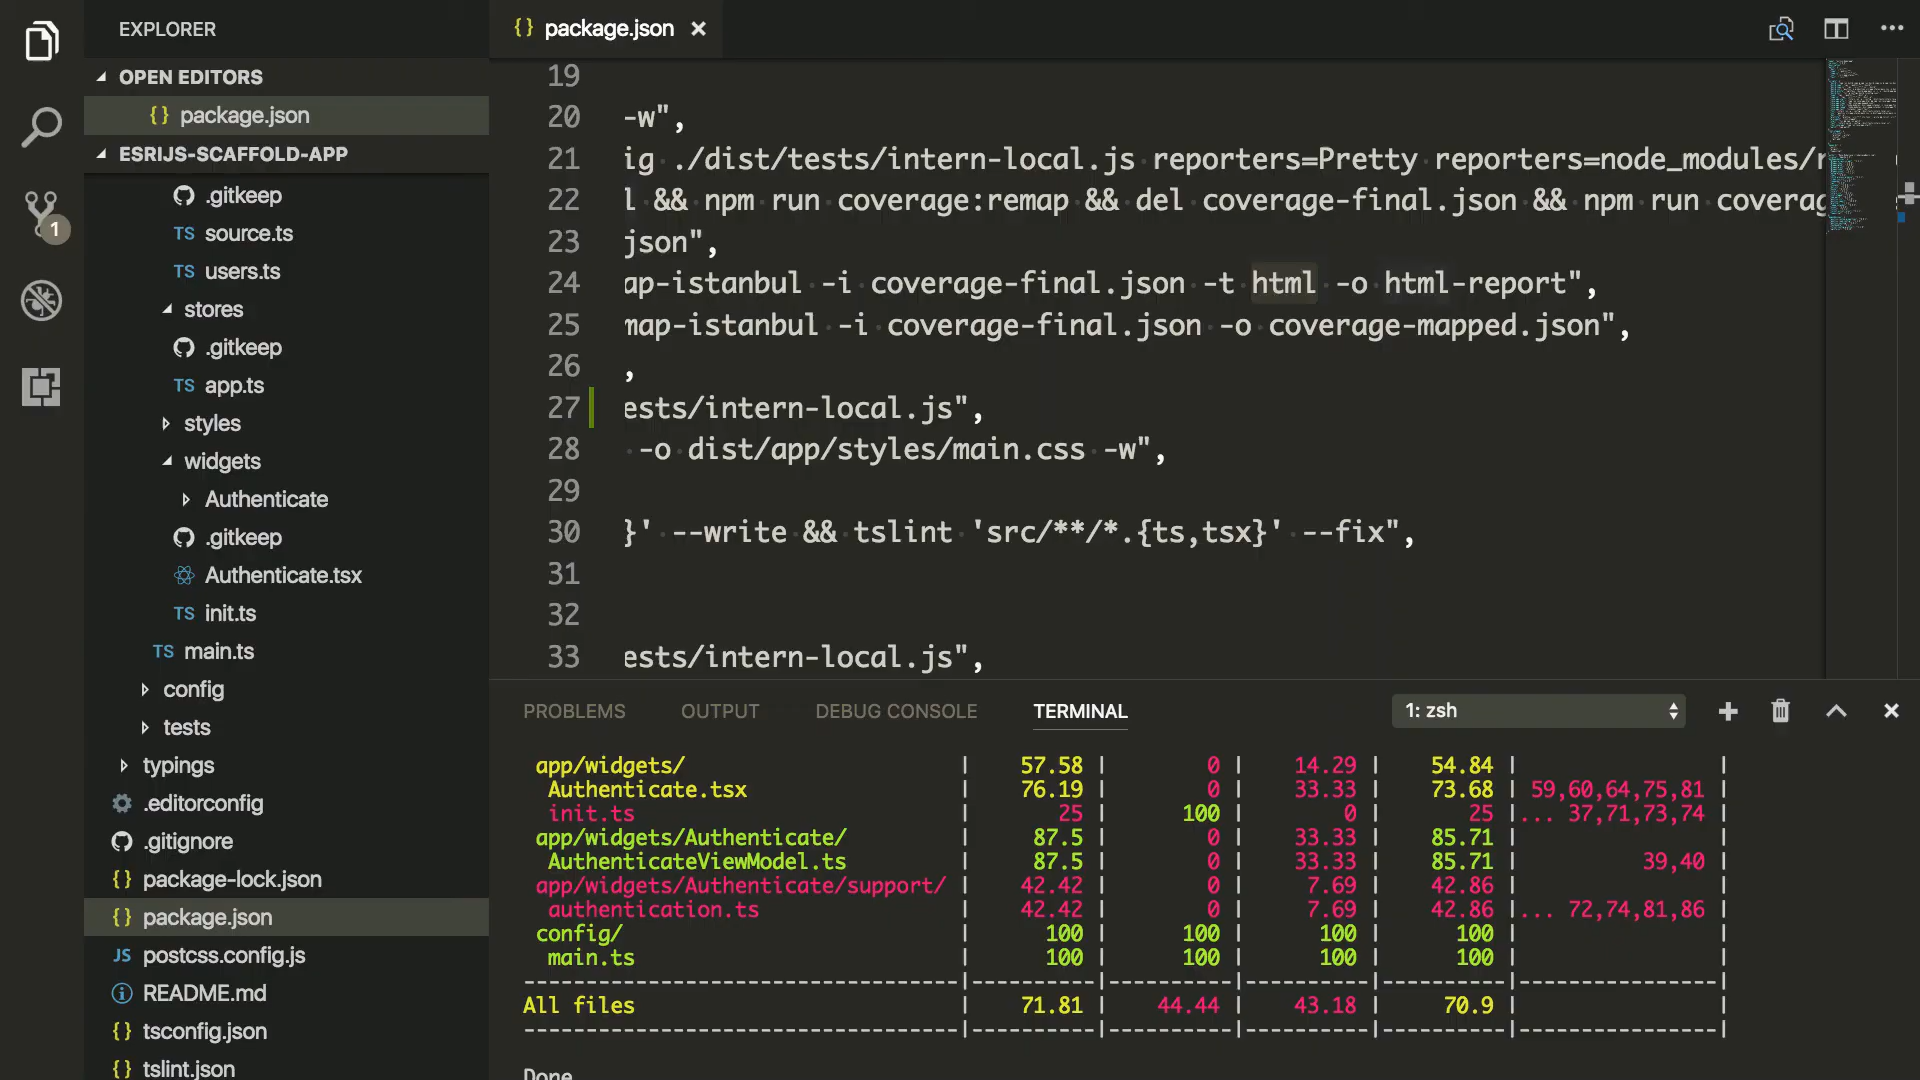 EXPLORER
OPEN EDITORS
{} package.json
ESRIJS-SCAFFOLD-APP
.gitkeep
TS source.ts
TS users.ts
stores
.gitkeep
TS app.ts
styles
widgets
Authenticate
.gitkeep
Authenticate.tsx
TS init.ts
TS main.ts
config
tests
typings
.editorconfig
.gitignore
{} package-lock.json
{} package.json
JS postcss.config.js
README.md
{} tsconfig.json
{} tslint.json
1
{} package.json
19
20 -w",
21 ig ./dist/tests/intern-local.js reporters=Pretty reporters=node_modules/
22 l && npm run coverage:remap && del coverage-final.json && npm run coverag
23 json",
24 ap-istanbul -i coverage-final.json -t html -o html-report",
25 map-istanbul -i coverage-final.json -o coverage-mapped.json",
26 ,
27 ests/intern-local.js",
28 -o dist/app/styles/main.css -w",
29
30 }' --write && tslint 'src/**/*.{ts,tsx}' --fix",
31
32
33 ests/intern-local.js",
PROBLEMS OUTPUT DEBUG CONSOLE TERMINAL 1: zsh
app/widgets/ | 57.58 | 0 | 14.29 | 54.84 | |
Authenticate.tsx | 76.19 | 0 | 33.33 | 73.68 | 59,60,64,75,81 |
init.ts | 25 | 100 | 0 | 25 |... 37,71,73,74 |
app/widgets/Authenticate/ | 87.5 | 0 | 33.33 | 85.71 | |
AuthenticateViewModel.ts | 87.5 | 0 | 33.33 | 85.71 | 39,40 |
app/widgets/Authenticate/support/ | 42.42 | 0 | 7.69 | 42.86 | |
authentication.ts | 42.42 | 0 | 7.69 | 42.86 |... 72,74,81,86 |
config/ | 100 | 100 | 100 | 100 | |
main.ts | 100 | 100 | 100 | 100 | |
All files | 71.81 | 44.44 | 43.18 | 70.9 | |
Done